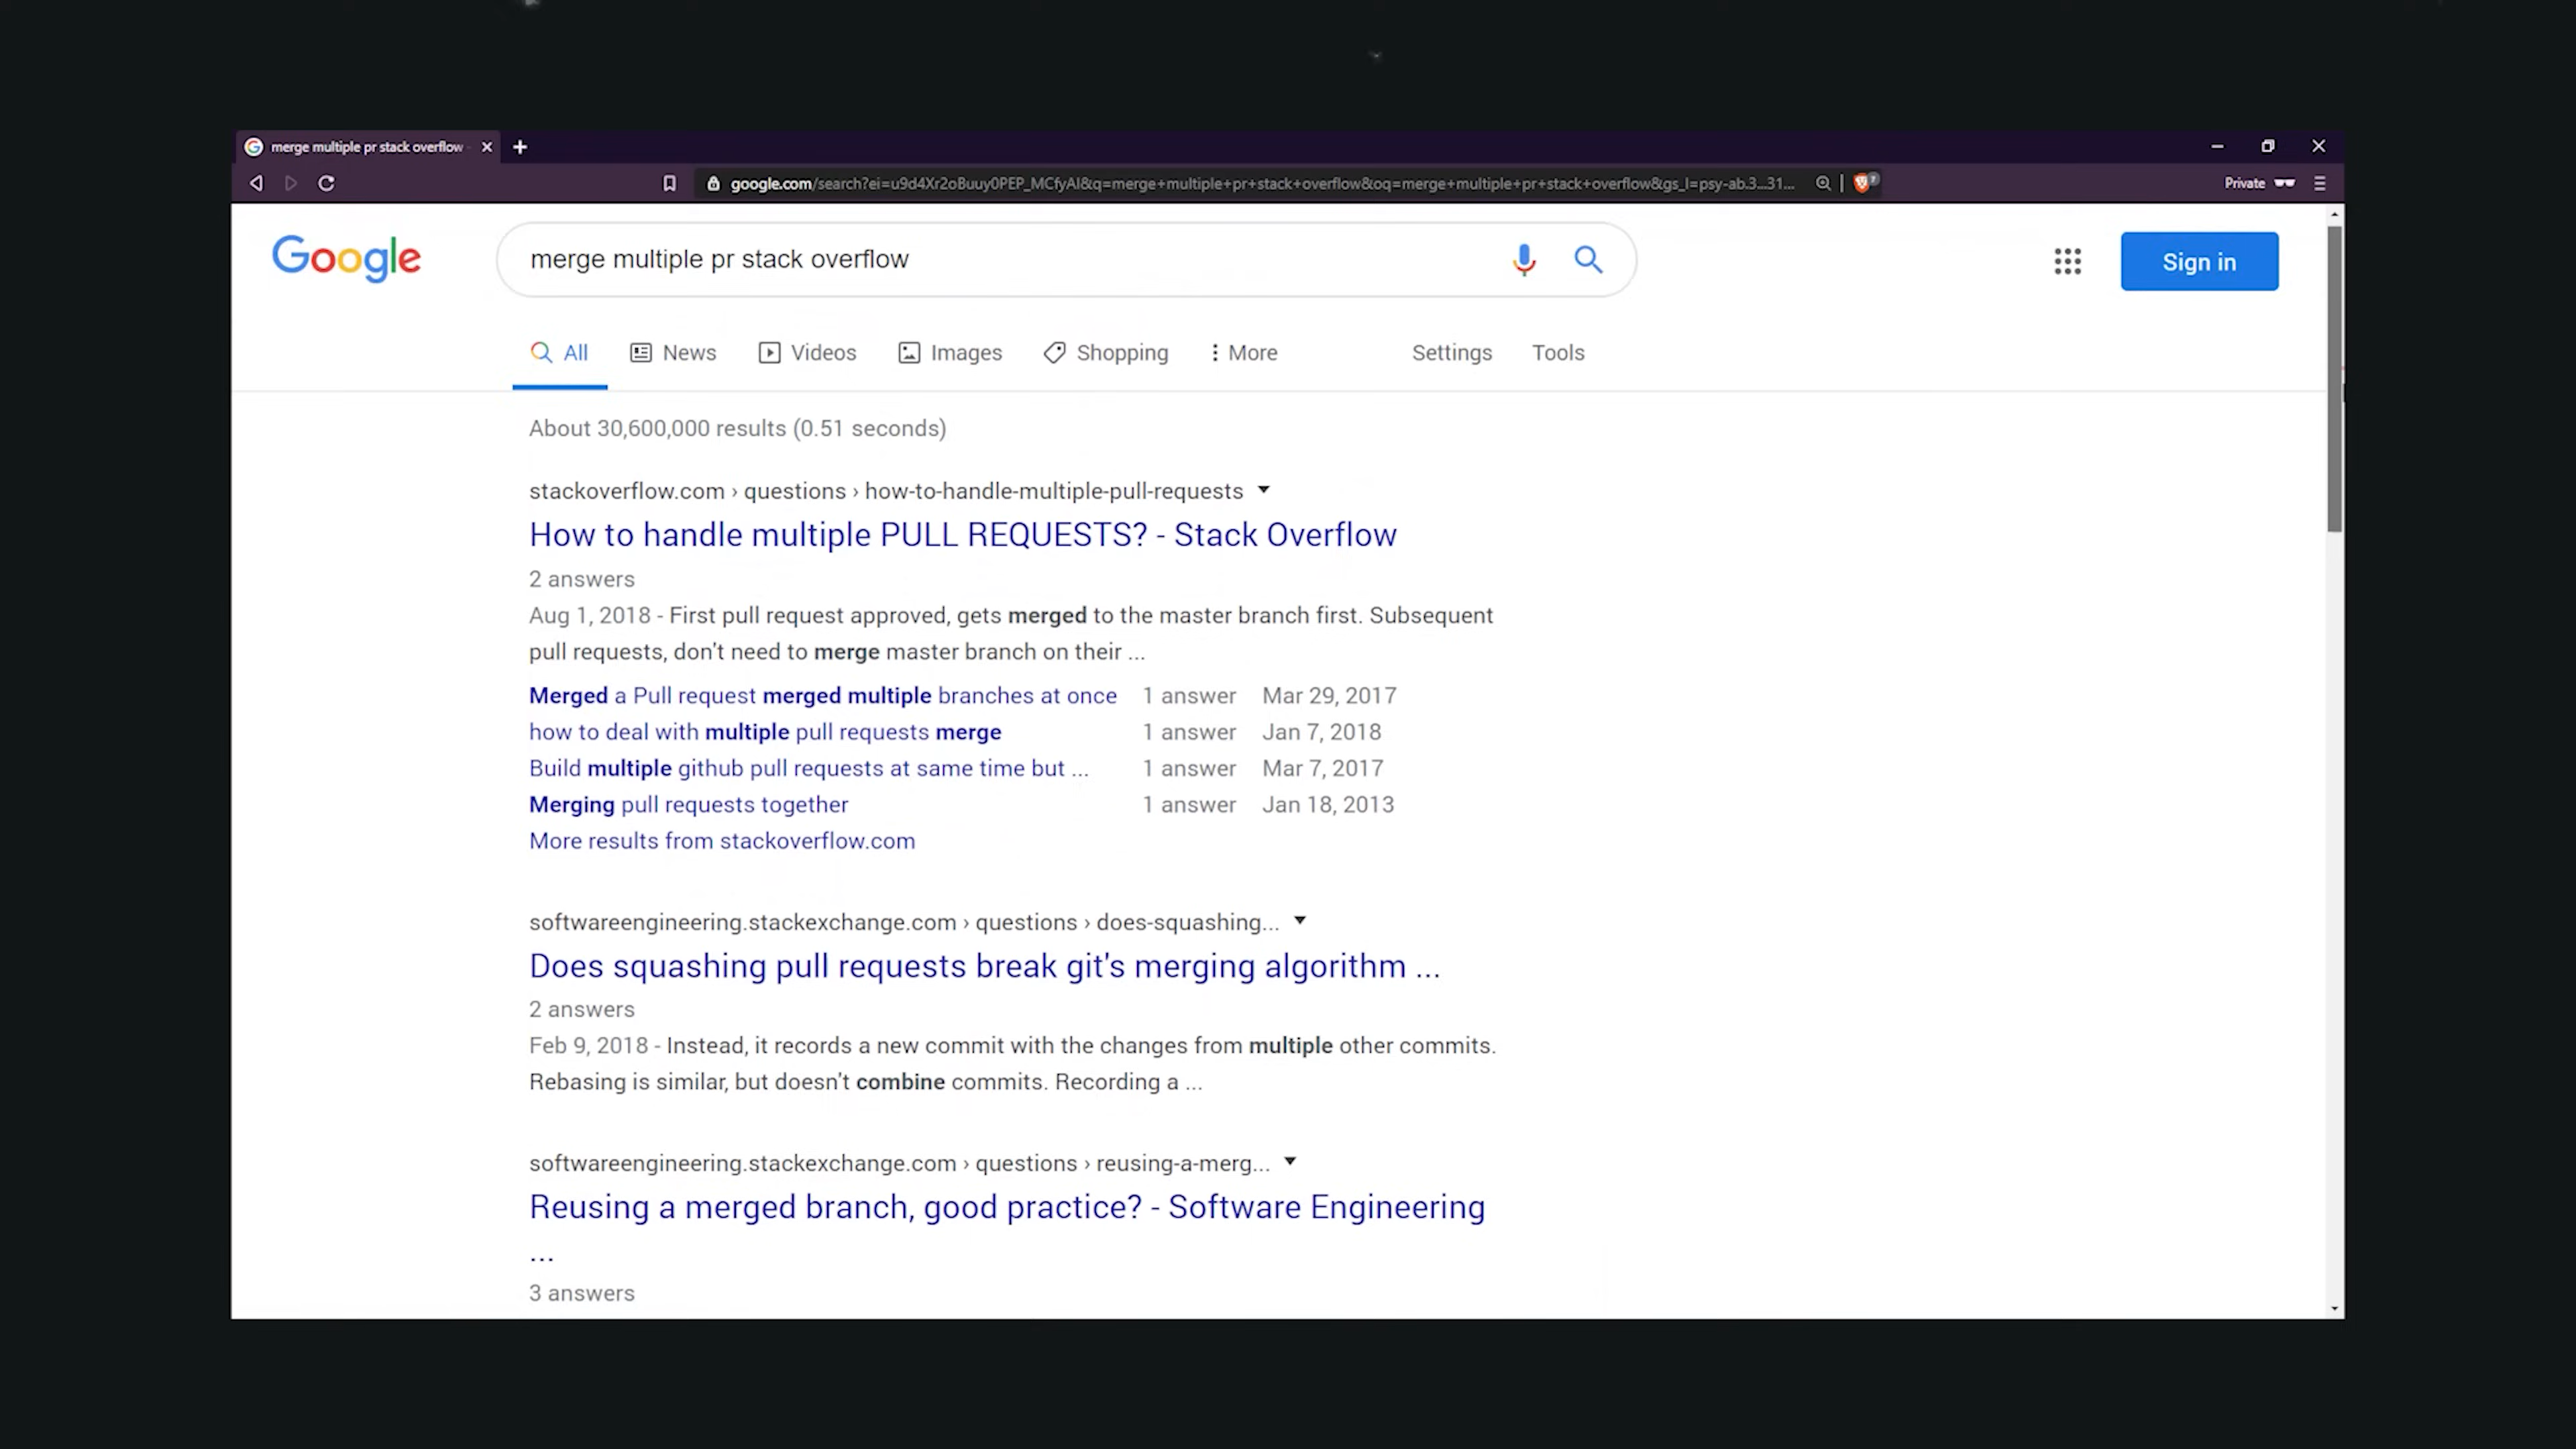 merge multiple pr stack overflow
google.com/search?ei=u9d4Xr2oBuuy0PEP_MCfyAI&q=merge+multiple+pr+stack+overflow&oq=merge+multiple+pr+stack+overflow&gs_l=psy-ab.3...31...
Private
Google
merge multiple pr stack overflow
Sign in
All News Videos Images Shopping More Settings Tools
About 30,600,000 results (0.51 seconds)
stackoverflow.com › questions › how-to-handle-multiple-pull-requests
How to handle multiple PULL REQUESTS? - Stack Overflow
2 answers
Aug 1, 2018 - First pull request approved, gets merged to the master branch first. Subsequent
pull requests, don't need to merge master branch on their ...
Merged a Pull request merged multiple branches at once 1 answer Mar 29, 2017
how to deal with multiple pull requests merge 1 answer Jan 7, 2018
Build multiple github pull requests at same time but ... 1 answer Mar 7, 2017
Merging pull requests together 1 answer Jan 18, 2013
More results from stackoverflow.com
softwareengineering.stackexchange.com › questions › does-squashing...
Does squashing pull requests break git's merging algorithm ...
2 answers
Feb 9, 2018 - Instead, it records a new commit with the changes from multiple other commits.
Rebasing is similar, but doesn't combine commits. Recording a ...
softwareengineering.stackexchange.com › questions › reusing-a-merg...
Reusing a merged branch, good practice? - Software Engineering
...
3 answers